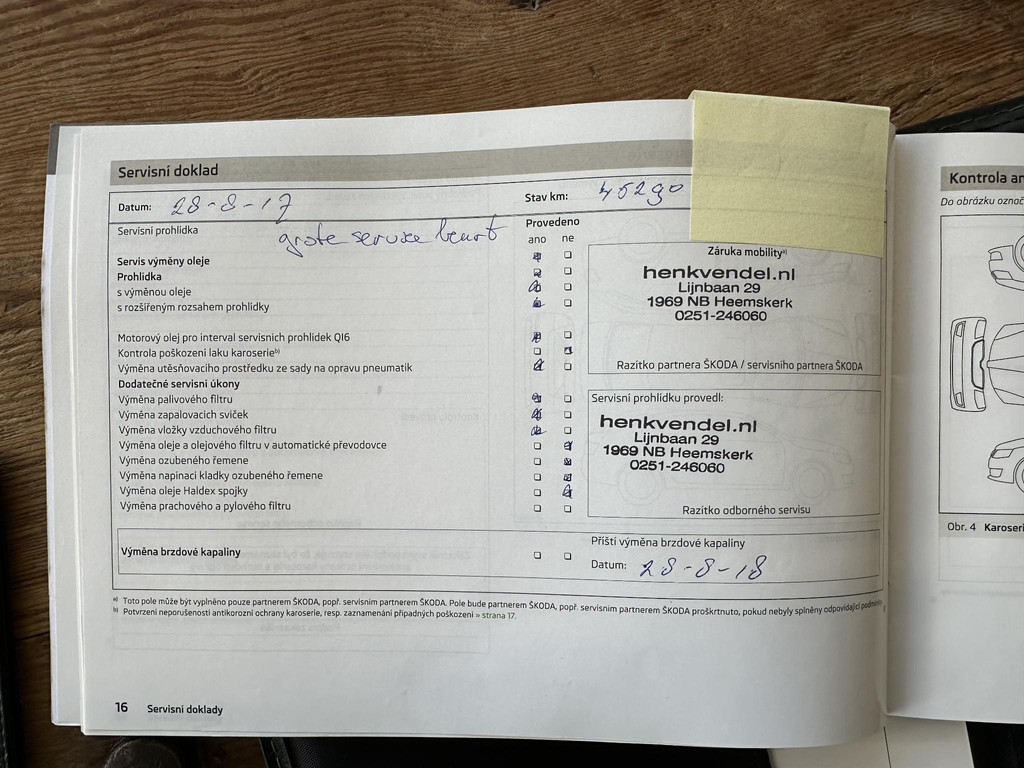 Servisní doklad
Datum: 28-8-17
Stav km: 45290
Servisní prohlídka grote service beurt
Provedeno
ano ne
Servis výměny oleje
Prohlídka
s výměnou oleje
s rozšířeným rozsahem prohlídky
Motorový olej pro interval servisních prohlídek QI6
Kontrola poškození laku karoserieb)
Výměna utěsňovacího prostředku ze sady na opravu pneumatik
Dodatečné servisní úkony
Výměna palivového filtru
Výměna zapalovacích svíček
Výměna vložky vzduchového filtru
Výměna oleje a olejového filtru v automatické převodovce
Výměna ozubeného řemene
Výměna napínací kladky ozubeného řemene
Výměna oleje Haldex spojky
Výměna prachového a pylového filtru
Záruka mobilitya)
henkvendel.nl
Lijnbaan 29
1969 NB Heemskerk
0251-246060
Razítko partnera ŠKODA / servisního partnera ŠKODA
Servisní prohlídku provedl:
henkvendel.nl
Lijnbaan 29
1969 NB Heemskerk
0251-246060
Razítko odborného servisu
Výměna brzdové kapaliny
Příští výměna brzdové kapaliny
Datum: 28-8-18
a) Toto pole může být vyplněno pouze partnerem ŠKODA, popř. servisním partnerem ŠKODA. Pole bude partnerem ŠKODA, popř. servisním partnerem ŠKODA proškrtnuto, pokud nebyly splněny odpovídající podmínky
b) Potvrzení neporušenosti antikorozní ochrany karoserie, resp. zaznamenání případných poškození » strana 17.
16 Servisní doklady
Kontrola
Do obrázku
Obr. 4